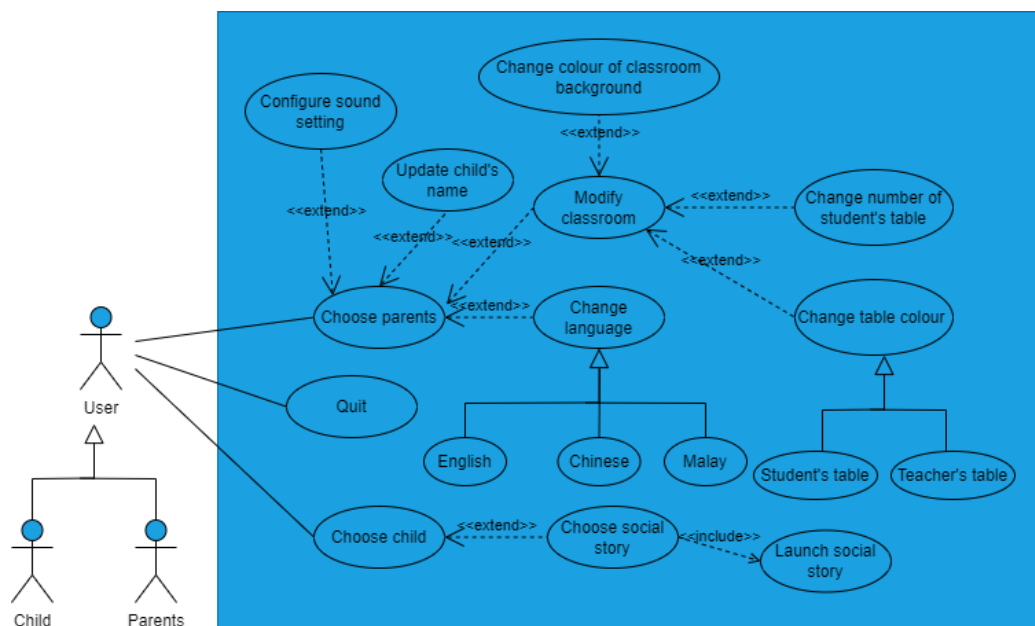 Change colour of classroom
background
Configure sound
setting
<<extend>>
Update child's
name
Modify
classroom
<<extend>>
Change number of
student's table
<<extend>>
<<extend>>
<<extend>>
<<extend>>
Choose parents
<<extend>>
Change
language
Change table colour
User
Quit
English
Chinese
Malay
Student's table
Teacher's table
Choose child
<<extend>>
Choose social
story
<<include>>
Launch social
story
Child
Parents